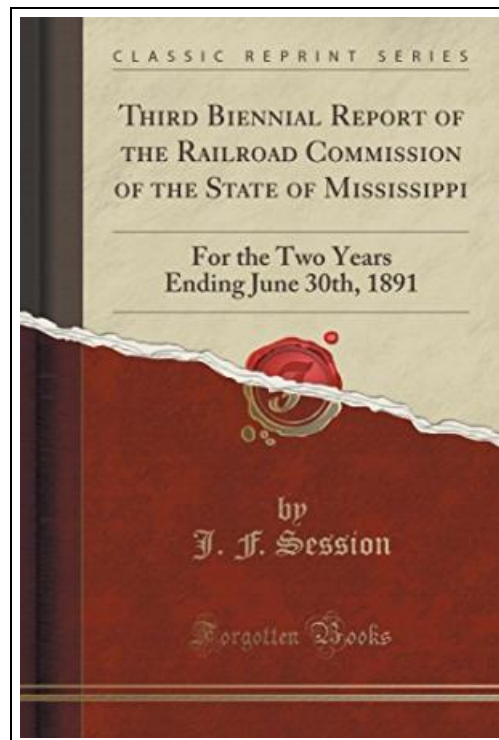 CLASSIC REPRINT SERIES
THIRD BIENNIAL REPORT OF
THE RAILROAD COMMISSION
OF THE STATE OF MISSISSIPPI
For the Two Years
Ending June 30th, 1891
by
J. F. Session
Forgotten Books